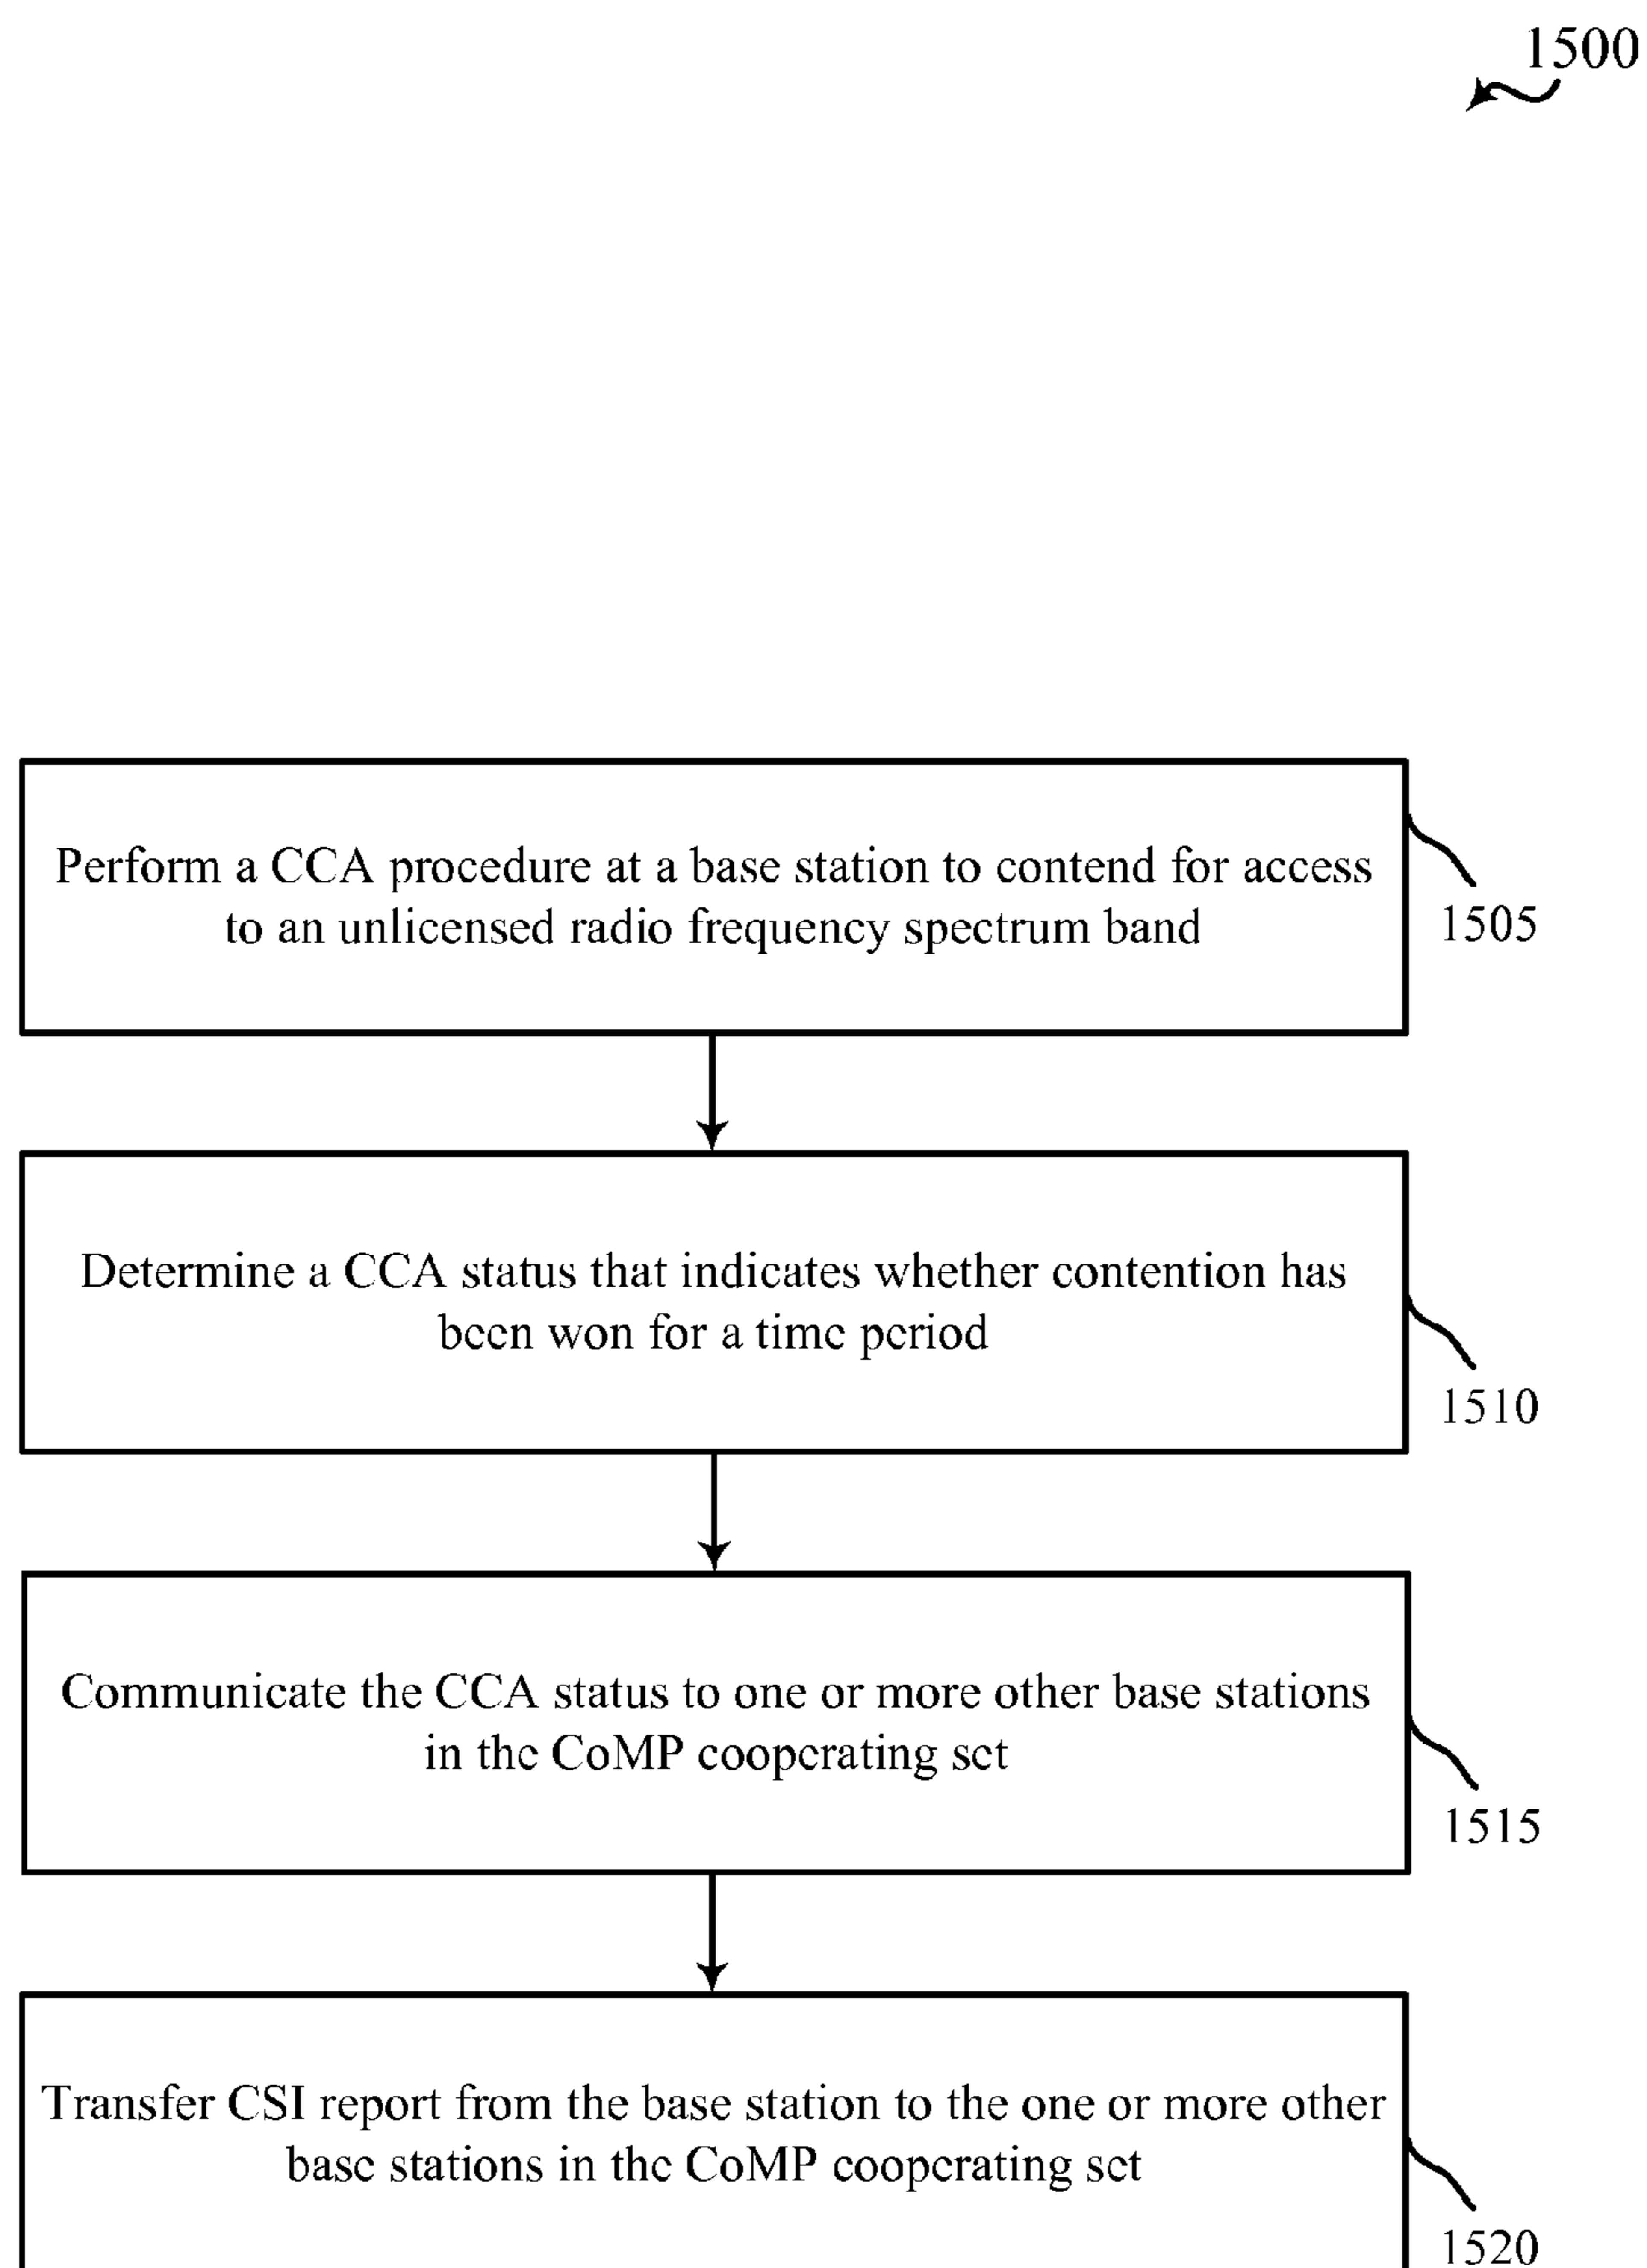 1500
Perform a CCA procedure at a base station to contend for access
to an unlicensed radio frequency spectrum band
1505
Determine a CCA status that indicates whether contention has
been won for a time period
1510
Communicate the CCA status to one or more other base stations
in the CoMP cooperating set
1515
Transfer CSI report from the base station to the one or more other
base stations in the CoMP cooperating set
1520